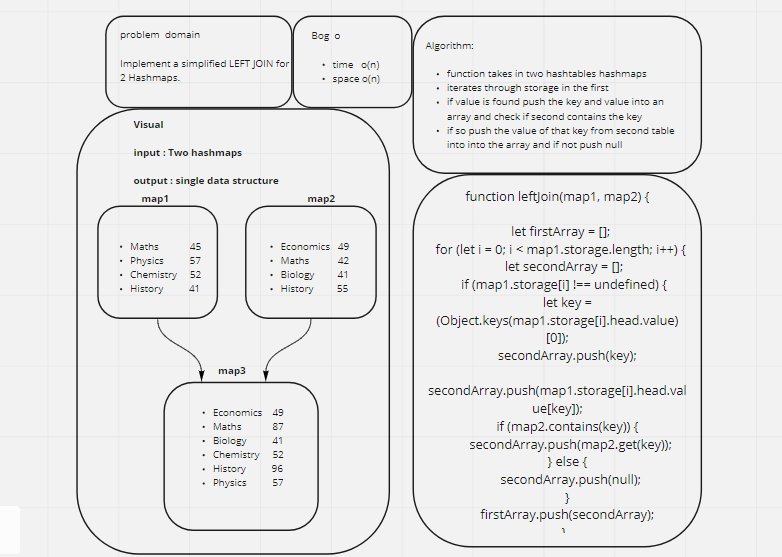 problem domain
Implement a simplified LEFT JOIN for
2 Hashmaps.
Bog o
• time o(n)
• space o(n)
Algorithm:
• function takes in two hashtables hashmaps
• iterates through storage in the first
• if value is found push the key and value into an
array and check if second contains the key
• if so push the value of that key from second table
into into the array and if not push null
Visual
input : Two hashmaps
output : single data structure
map1
• Maths 45
• Physics 57
• Chemistry 52
• History 41
map2
• Economics 49
• Maths 42
• Biology 41
• History 55
map3
• Economics 49
• Maths 87
• Biology 41
• Chemistry 52
• History 96
• Physics 57
function leftJoin(map1, map2) {
let firstArray = [];
for (let i = 0; i < map1.storage.length; i++) {
let secondArray = [];
if (map1.storage[i] !== undefined) {
let key =
(Object.keys(map1.storage[i].head.value)
[0]);
secondArray.push(key);
secondArray.push(map1.storage[i].head.val
ue[key]);
if (map2.contains(key)) {
secondArray.push(map2.get(key));
} else {
secondArray.push(null);
}
firstArray.push(secondArray);